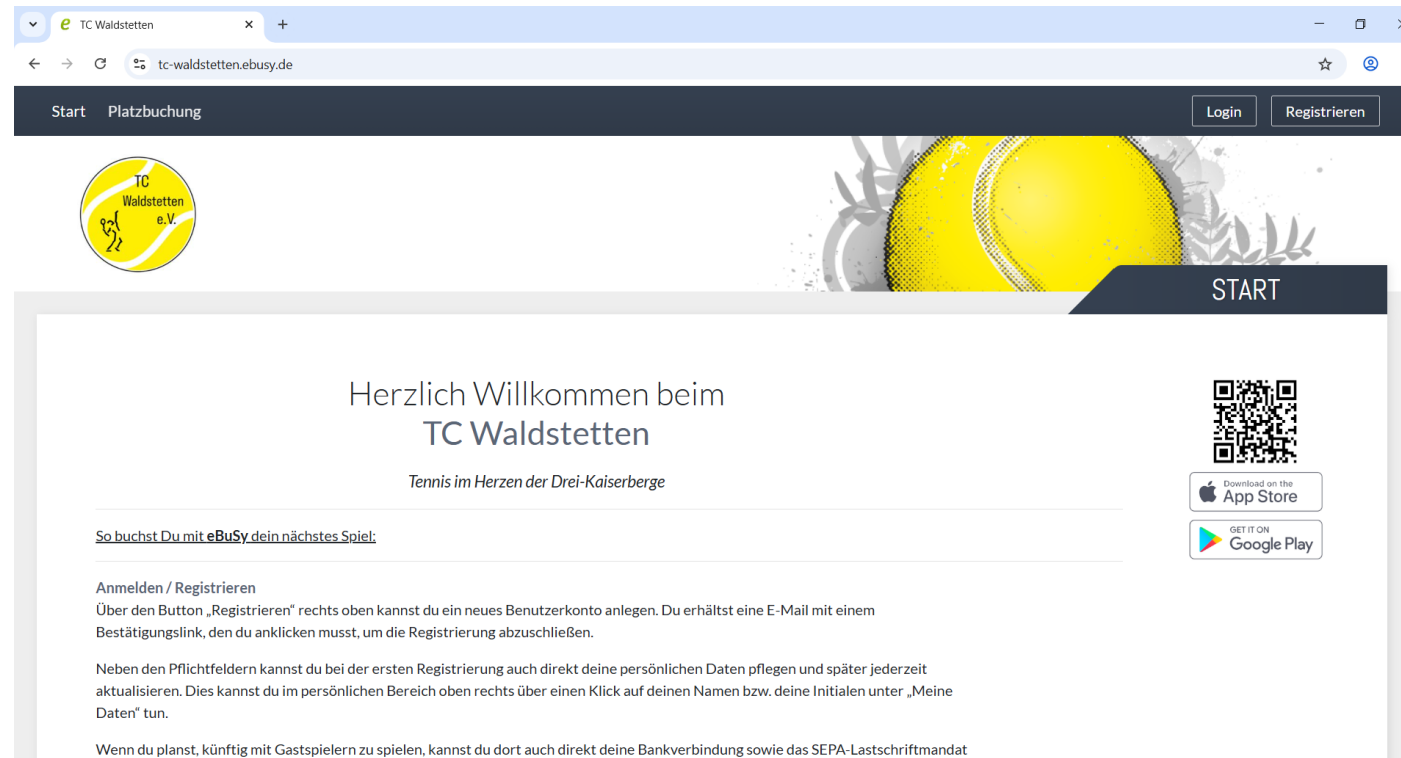 TC Waldstetten
tc-waldstetten.ebusy.de
Start Platzbuchung Login Registrieren
TC
Waldstetten
e.V.
START
Herzlich Willkommen beim
TC Waldstetten
Tennis im Herzen der Drei-Kaiserberge
Download on the
App Store
GET IT ON
Google Play
So buchst Du mit eBuSy dein nächstes Spiel:
Anmelden / Registrieren
Über den Button „Registrieren“ rechts oben kannst du ein neues Benutzerkonto anlegen. Du erhältst eine E-Mail mit einem
Bestätigungslink, den du anklicken musst, um die Registrierung abzuschließen.
Neben den Pflichtfeldern kannst du bei der ersten Registrierung auch direkt deine persönlichen Daten pflegen und später jederzeit
aktualisieren. Dies kannst du im persönlichen Bereich oben rechts über einen Klick auf deinen Namen bzw. deine Initialen unter „Meine
Daten“ tun.
Wenn du planst, künftig mit Gastspielern zu spielen, kannst du dort auch direkt deine Bankverbindung sowie das SEPA-Lastschriftmandat